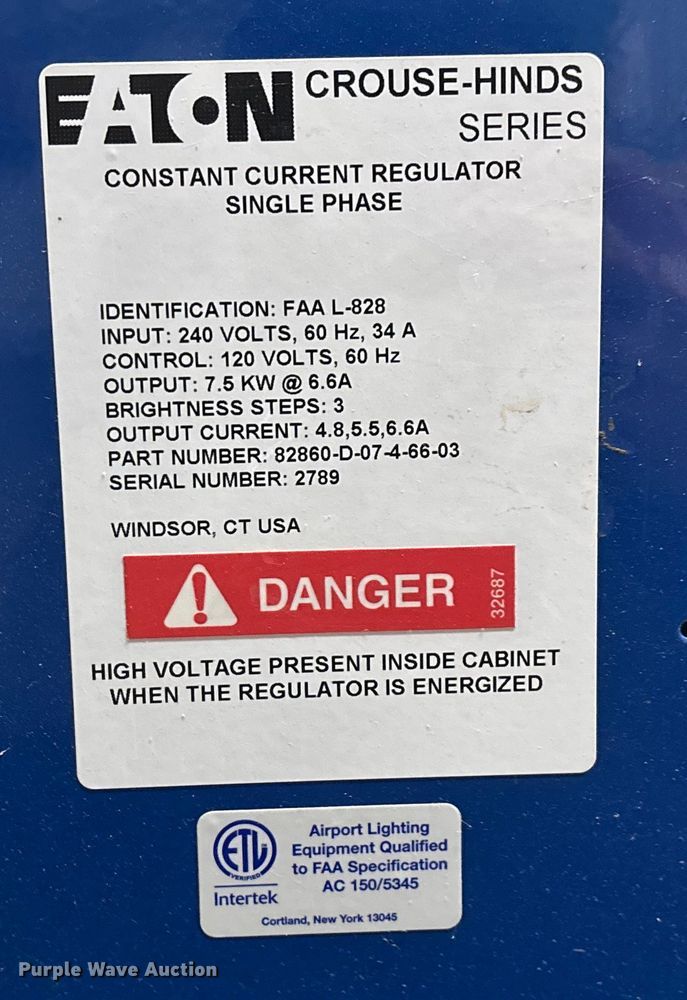 EATON CROUSE-HINDS
SERIES
CONSTANT CURRENT REGULATOR
SINGLE PHASE
IDENTIFICATION: FAA L-828
INPUT: 240 VOLTS, 60 Hz, 34 A
CONTROL: 120 VOLTS, 60 Hz
OUTPUT: 7.5 KW @ 6.6A
BRIGHTNESS STEPS: 3
OUTPUT CURRENT: 4.8,5.5,6.6A
PART NUMBER: 82860-D-07-4-66-03
SERIAL NUMBER: 2789
WINDSOR, CT USA
DANGER
32687
HIGH VOLTAGE PRESENT INSIDE CABINET
WHEN THE REGULATOR IS ENERGIZED
ETL
VERIFIED
Intertek
Airport Lighting
Equipment Qualified
to FAA Specification
AC 150/5345
Cortland, New York 13045
Purple Wave Auction